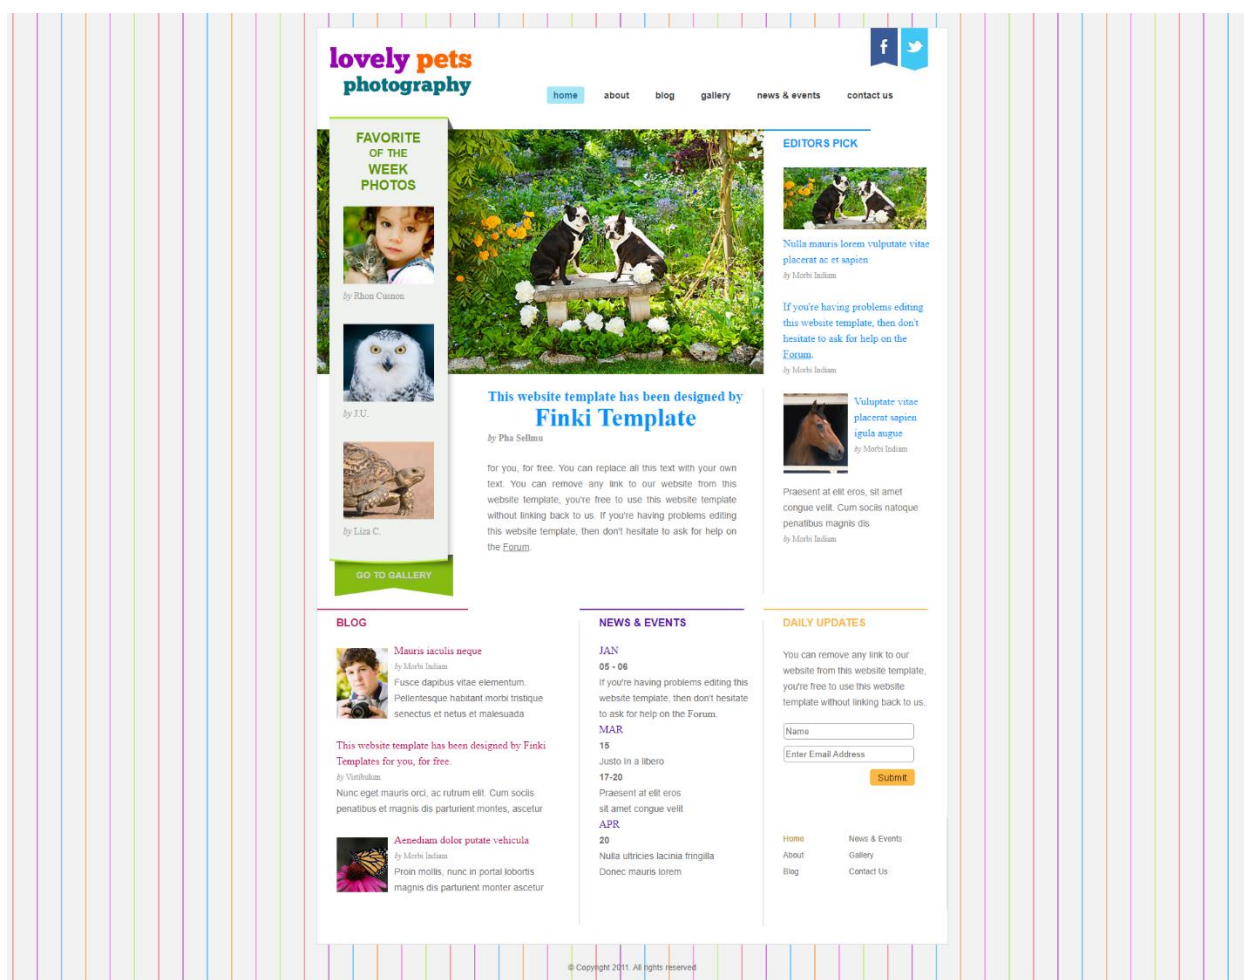 lovely pets
photography
home about blog gallery news & events contact us
FAVORITE
OF THE
WEEK
PHOTOS
by Rhon Cusnon
by J.U.
by Liza C.
GO TO GALLERY
This website template has been designed by
Finki Template
by Pha Sellmu
for you, for free. You can replace all this text with your own
text. You can remove any link to our website from this
website template, you're free to use this website template
without linking back to us. If you're having problems editing
this website template, then don't hesitate to ask for help on
the Forum.
EDITORS PICK
Nulla mauris lorem vulputate vitae
placerat ac et sapien
by Morbi Indiam
If you're having problems editing
this website template, then don't
hesitate to ask for help on the
Forum.
by Morbi Indiam
Vuluptate vitae
placerat sapien
igula augue
by Morbi Indiam
Praesent at elit eros, sit amet
congue velit. Cum sociis natoque
penatibus magnis dis
by Morbi Indiam
BLOG
Mauris iaculis neque
by Morbi Indiam
Fusce dapibus vitae elementum.
Pellentesque habitant morbi tristique
senectus et netus et malesuada
This website template has been designed by Finki
Templates for you, for free.
by Vistibulum
Nunc eget mauris orci, ac rutrum elit. Cum sociis
penatibus et magnis dis parturient montes, ascetur
Aenediam dolor putate vehicula
by Morbi Indiam
Proin mollis, nunc in portal lobortis
magnis dis parturient monter ascetur
NEWS & EVENTS
JAN
05 - 06
If you're having problems editing this
website template, then don't hesitate
to ask for help on the Forum.
MAR
15
Justo In a libero
17-20
Praesent at elit eros
sit amet congue velit
APR
20
Nulla ultricies lacinia fringilla
Donec mauris lorem
DAILY UPDATES
You can remove any link to our
website from this website template,
you're free to use this website
template without linking back to us.
Name
Enter Email Address
Submit
Home News & Events
About Gallery
Blog Contact Us
© Copyright 2011. All rights reserved